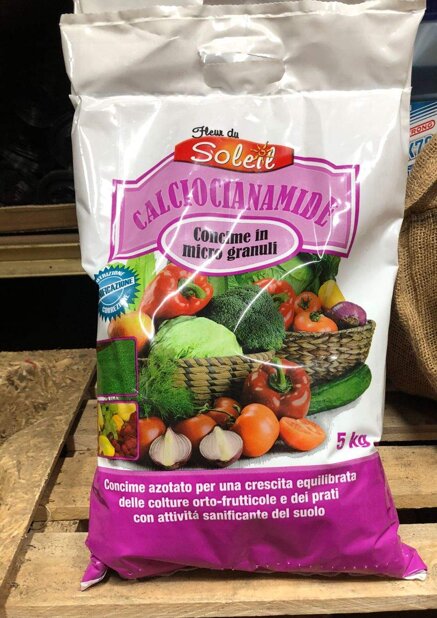 Fleur du
Soleil
CALCIOCIANAMIDE
Concime in
micro granuli
5 kg
Concime azotato per una crescita equilibrata
delle colture orto-frutticole e dei prati
con attività sanificante del suolo